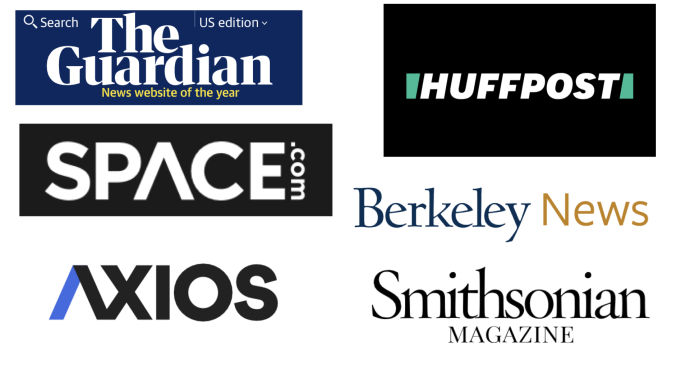 Search
US edition
The
Guardian
News website of the year
HUFFPOST
SPACE.com
Berkeley News
AXIOS
Smithsonian
MAGAZINE